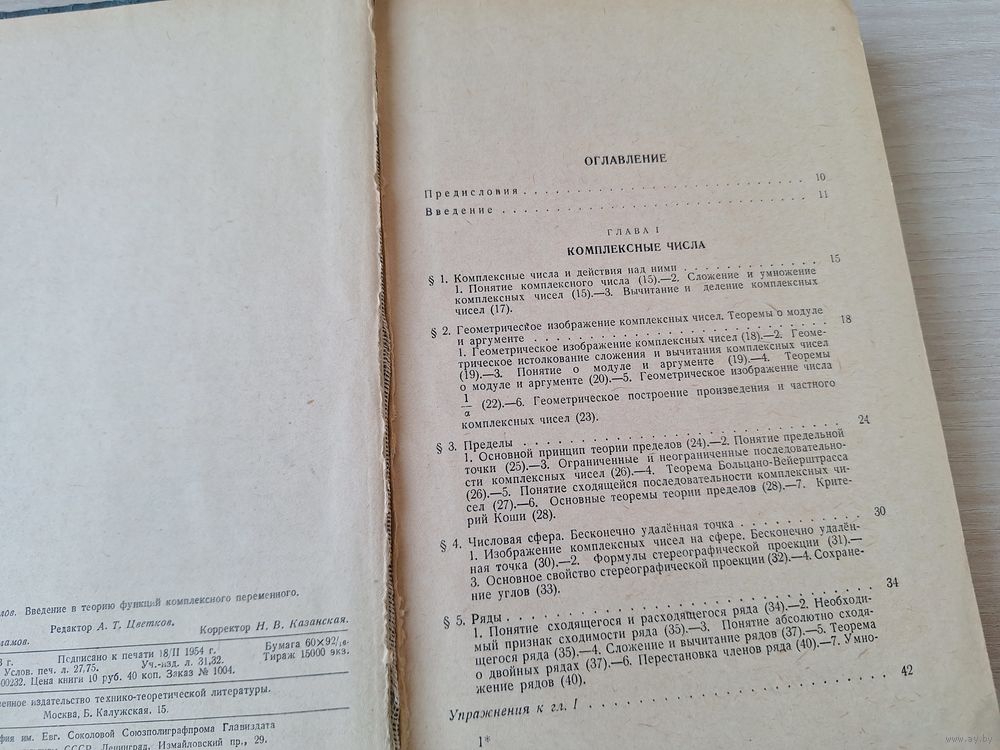 лов. Введение в теорию функций комплексного переменного.
Редактор А. Т. Цветков. Корректор Н. В. Казанская.
г. Подписано к печати 18/II 1954 г. Бумага 60×92/
Услов. печ. л. 27,75. Уч.-изд. л. 31,32. Тираж 15000 экз.
00232. Цена книги 10 руб. 40 коп. Заказ № 1004.
венное издательство технико-теоретической литературы.
Москва, Б. Калужская, 15.
фия им. Евг. Соколовой Союзполиграфпрома Главиздата
СССР. Ленинград, Измайловский пр., 29.
ОГЛАВЛЕНИЕ
Предисловия 10
Введение 11
ГЛАВА I
КОМПЛЕКСНЫЕ ЧИСЛА
§ 1. Комплексные числа и действия над ними 15
1. Понятие комплексного числа (15).—2. Сложение и умножение
комплексных чисел (15).—3. Вычитание и деление комплексных
чисел (17).
§ 2. Геометрическое изображение комплексных чисел. Теоремы о модуле
и аргументе 18
1. Геометрическое изображение комплексных чисел (18).—2. Геоме-
трическое истолкование сложения и вычитания комплексных чисел
(19).—3. Понятие о модуле и аргументе (19).—4. Теоремы
о модуле и аргументе (20).—5. Геометрическое изображение числа
1/α (22).—6. Геометрическое построение произведения и частного
комплексных чисел (23).
§ 3. Пределы 24
1. Основной принцип теории пределов (24).—2. Понятие предельной
точки (25).—3. Ограниченные и неограниченные последовательно-
сти комплексных чисел (26).—4. Теорема Больцано-Вейерштрасса
(26).—5. Понятие сходящейся последовательности комплексных чи-
сел (27).—6. Основные теоремы теории пределов (28).—7. Крите-
рий Коши (28).
§ 4. Числовая сфера. Бесконечно удалённая точка 30
1. Изображение комплексных чисел на сфере. Бесконечно удалён-
ная точка (30).—2. Формулы стереографической проекции (31).—
3. Основное свойство стереографической проекции (32).—4. Сохране-
ние углов (33).
§ 5. Ряды 34
1. Понятие сходящегося и расходящегося ряда (34).—2. Необходи-
мый признак сходимости ряда (35).—3. Понятие абсолютно сходя-
щегося ряда (35).—4. Сложение и вычитание рядов (37).—5. Теорема
о двойных рядах (37).—6. Перестановка членов ряда (40).—7. Умно-
жение рядов (40).
Упражнения к гл. I 42
1*
www.ay.by